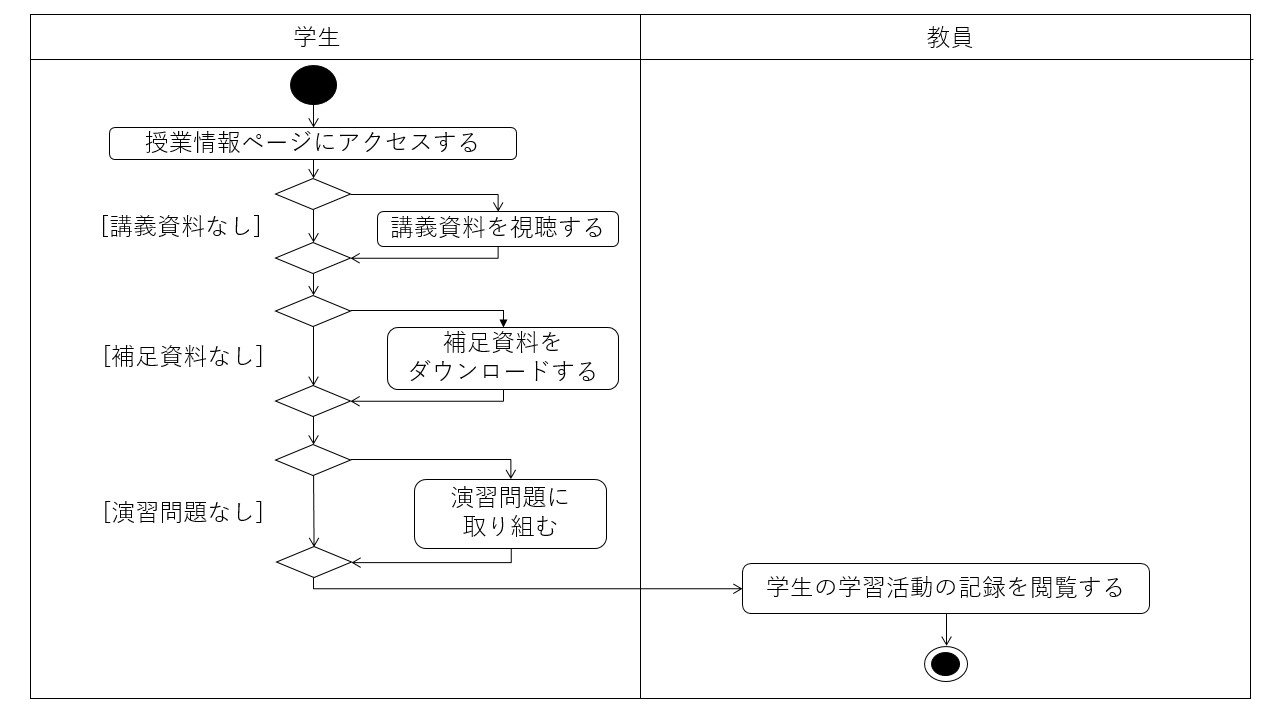 学生
教員
授業情報ページにアクセスする
[講義資料なし]
講義資料を視聴する
[補足資料なし]
補足資料を
ダウンロードする
[演習問題なし]
演習問題に
取り組む
学生の学習活動の記録を閲覧する